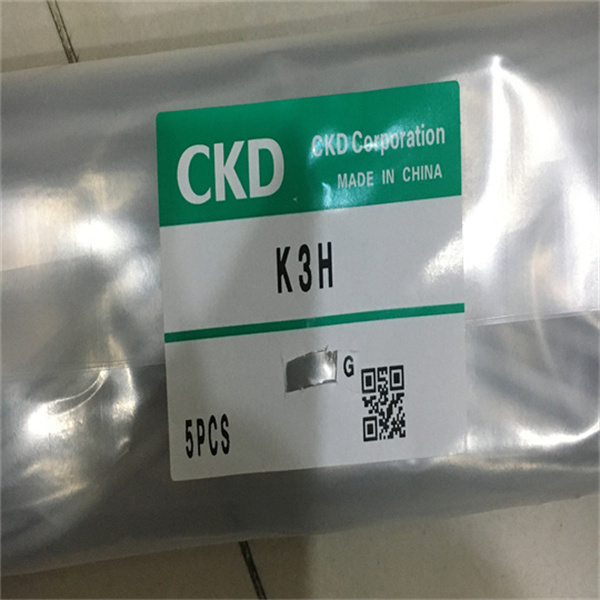 CKD
CKD Corporation
MADE IN CHINA
K3H
G
5PCS